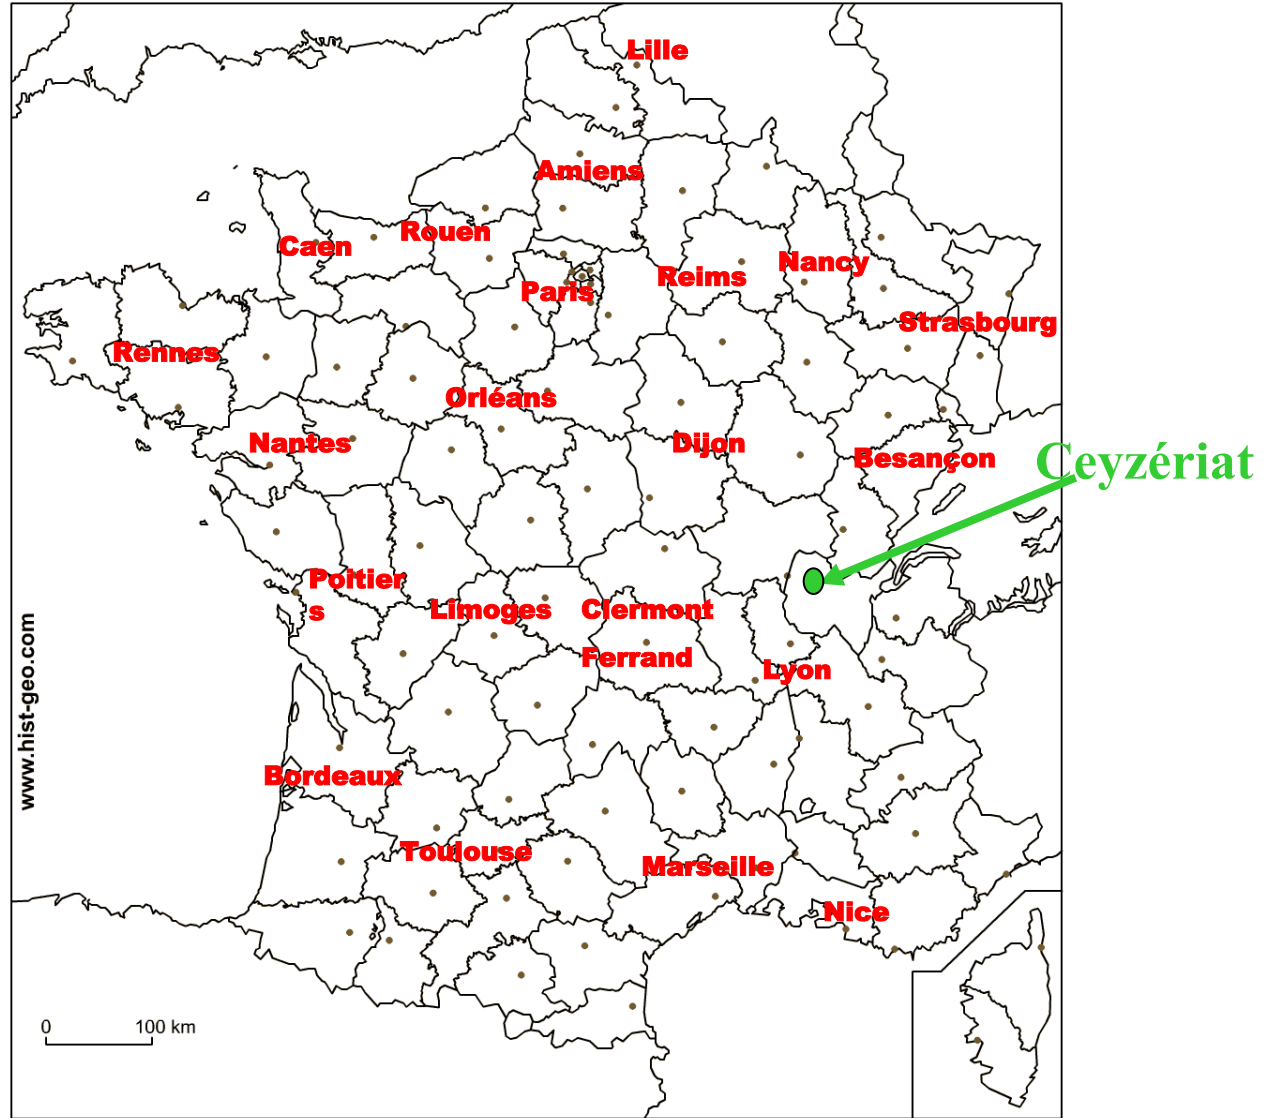 Lille
Amiens
Rouen
Caen
Nancy
Reims
Paris
Strasbourg
Rennes
Orléans
Nantes
Dijon
Besançon
Ceyzériat
Poitier
s
Limoges
Clermont
Ferrand
Lyon
Bordeaux
Toulouse
Marseille
Nice
www.hist-geo.com
0 100 km